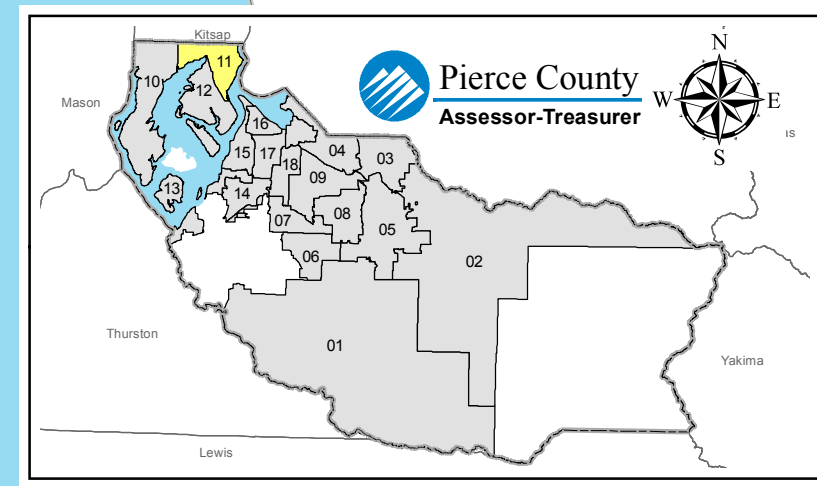 Kitsap
Mason
Pierce County
Assessor-Treasurer
N
W
E
S
is
10
11
12
16
13
15
17
18
04
03
09
14
07
08
05
06
02
01
Thurston
Yakima
Lewis